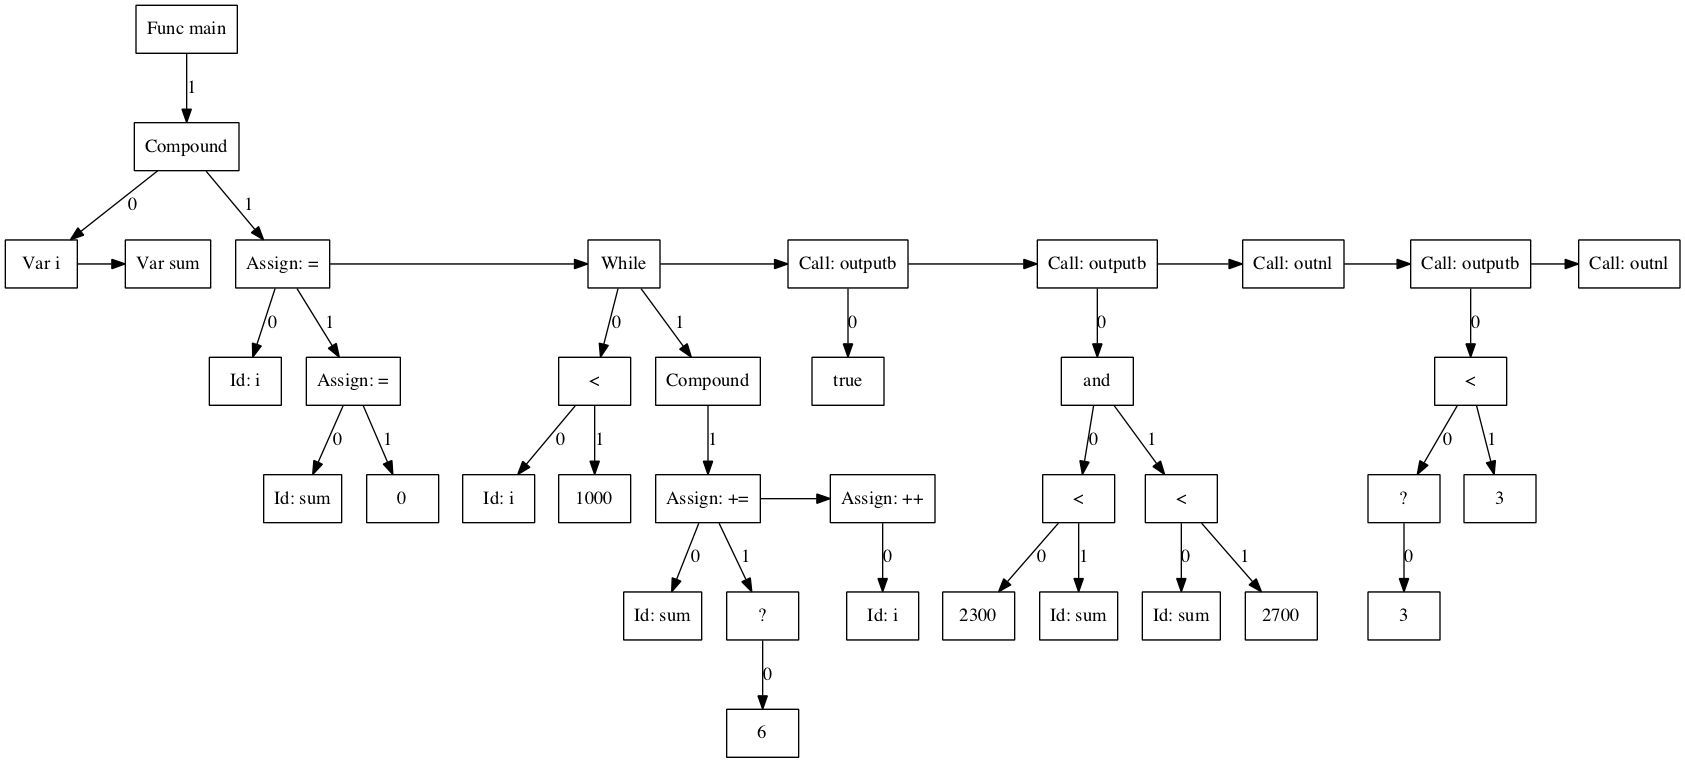 Func main
1
Compound
0
1
Var i
Var sum
Assign: =
While
Call: outputb
Call: outputb
Call: outnl
Call: outputb
Call: outnl
0
1
0
1
0
0
0
Id: i
Assign: =
<
Compound
true
and
<
0
1
0
1
1
0
1
0
1
Id: sum
0
Id: i
1000
Assign: +=
Assign: ++
<
<
?
3
0
1
0
0
1
0
1
0
Id: sum
?
Id: i
2300
Id: sum
Id: sum
2700
3
0
6